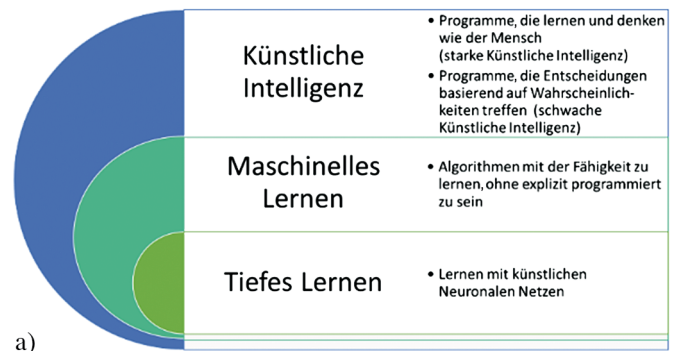 Künstliche
Intelligenz
• Programme, die lernen und denken
wie der Mensch
(starke Künstliche Intelligenz)
• Programme, die Entscheidungen
basierend auf Wahrscheinlich-
keiten treffen (schwache
Künstliche Intelligenz)
Maschinelles
Lernen
• Algorithmen mit der Fähigkeit zu
lernen, ohne explizit programmiert
zu sein
Tiefes Lernen
• Lernen mit künstlichen
Neuronalen Netzen
a)